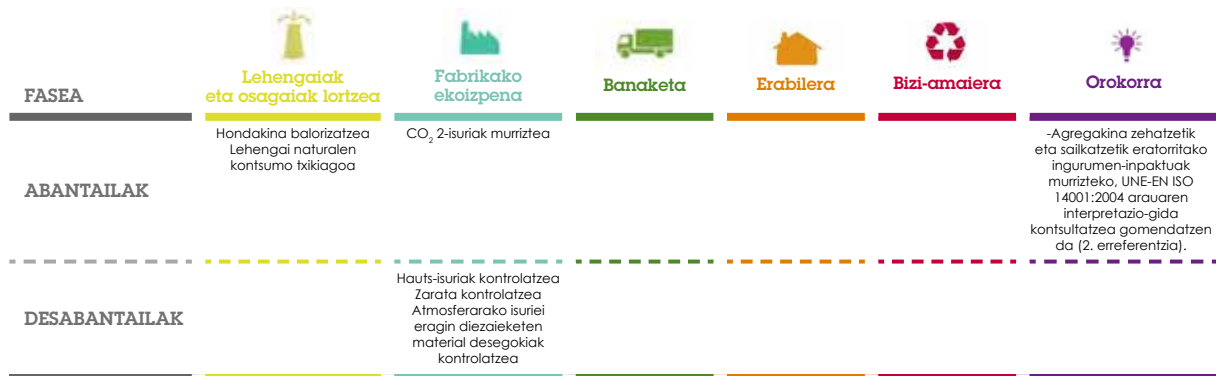 FASEA
Lehengaiak
eta osagaiak lortzea
Fabrikako
ekoizpena
Banaketa
Erabilera
Bizi-amaiera
Orokorra
ABANTAILAK
Hondakina balorizatzea
Lehengai naturalen
kontsumo txikiagoa
CO₂ 2-isuriak murriztea
-Agregakina zehatzetik
eta sailkatzetik eratorritako
ingurumen-inpaktuak
murrizteko, UNE-EN ISO
14001:2004 arauaren
interpretazio-gida
kontsultatzea gomendatzen
da (2. erreferentzia).
DESABANTAILAK
Hauts-isuriak kontrolatzea
Zarata kontrolatzea
Atmosferarako isuriei
eragin diezaieketen
material desegokiak
kontrolatzea